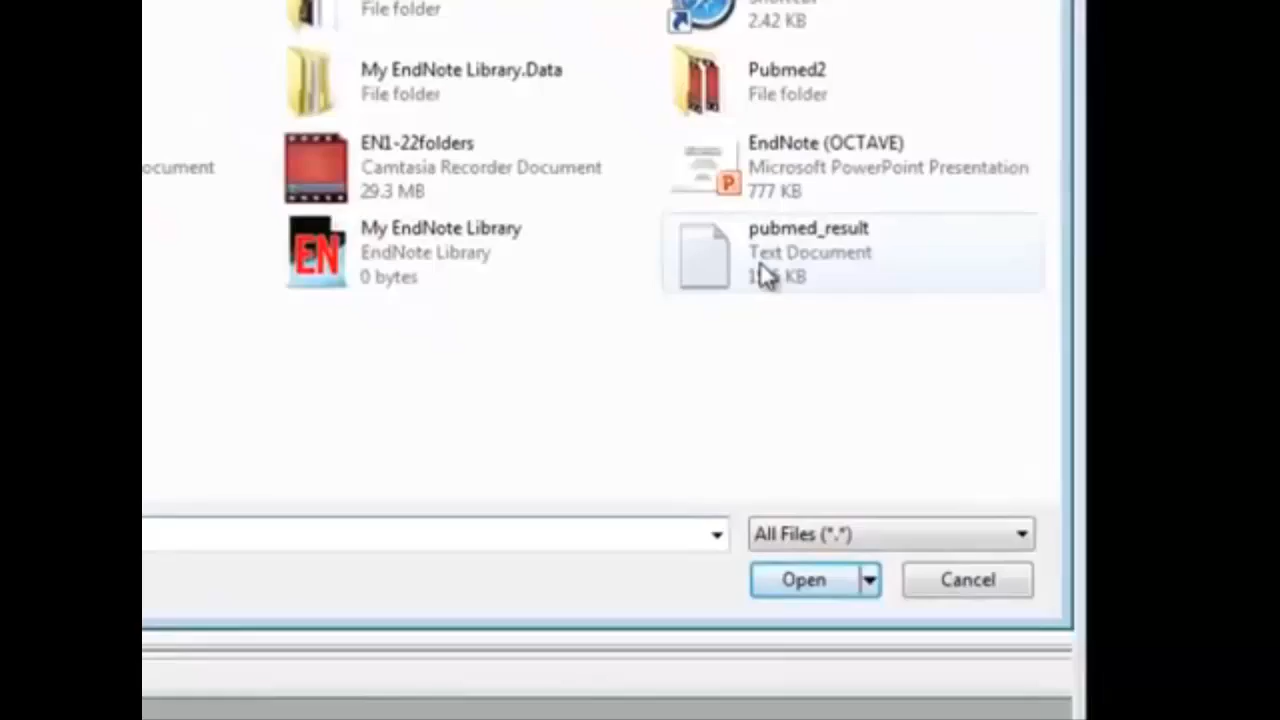 File folder
2.42 KB
My EndNote Library.Data
File folder
Pubmed2
File folder
ocument
EN1-22folders
Camtasia Recorder Document
29.3 MB
EndNote (OCTAVE)
Microsoft PowerPoint Presentation
777 KB
My EndNote Library
EndNote Library
0 bytes
pubmed_result
Text Document
KB
All Files (*.*)
Open
Cancel